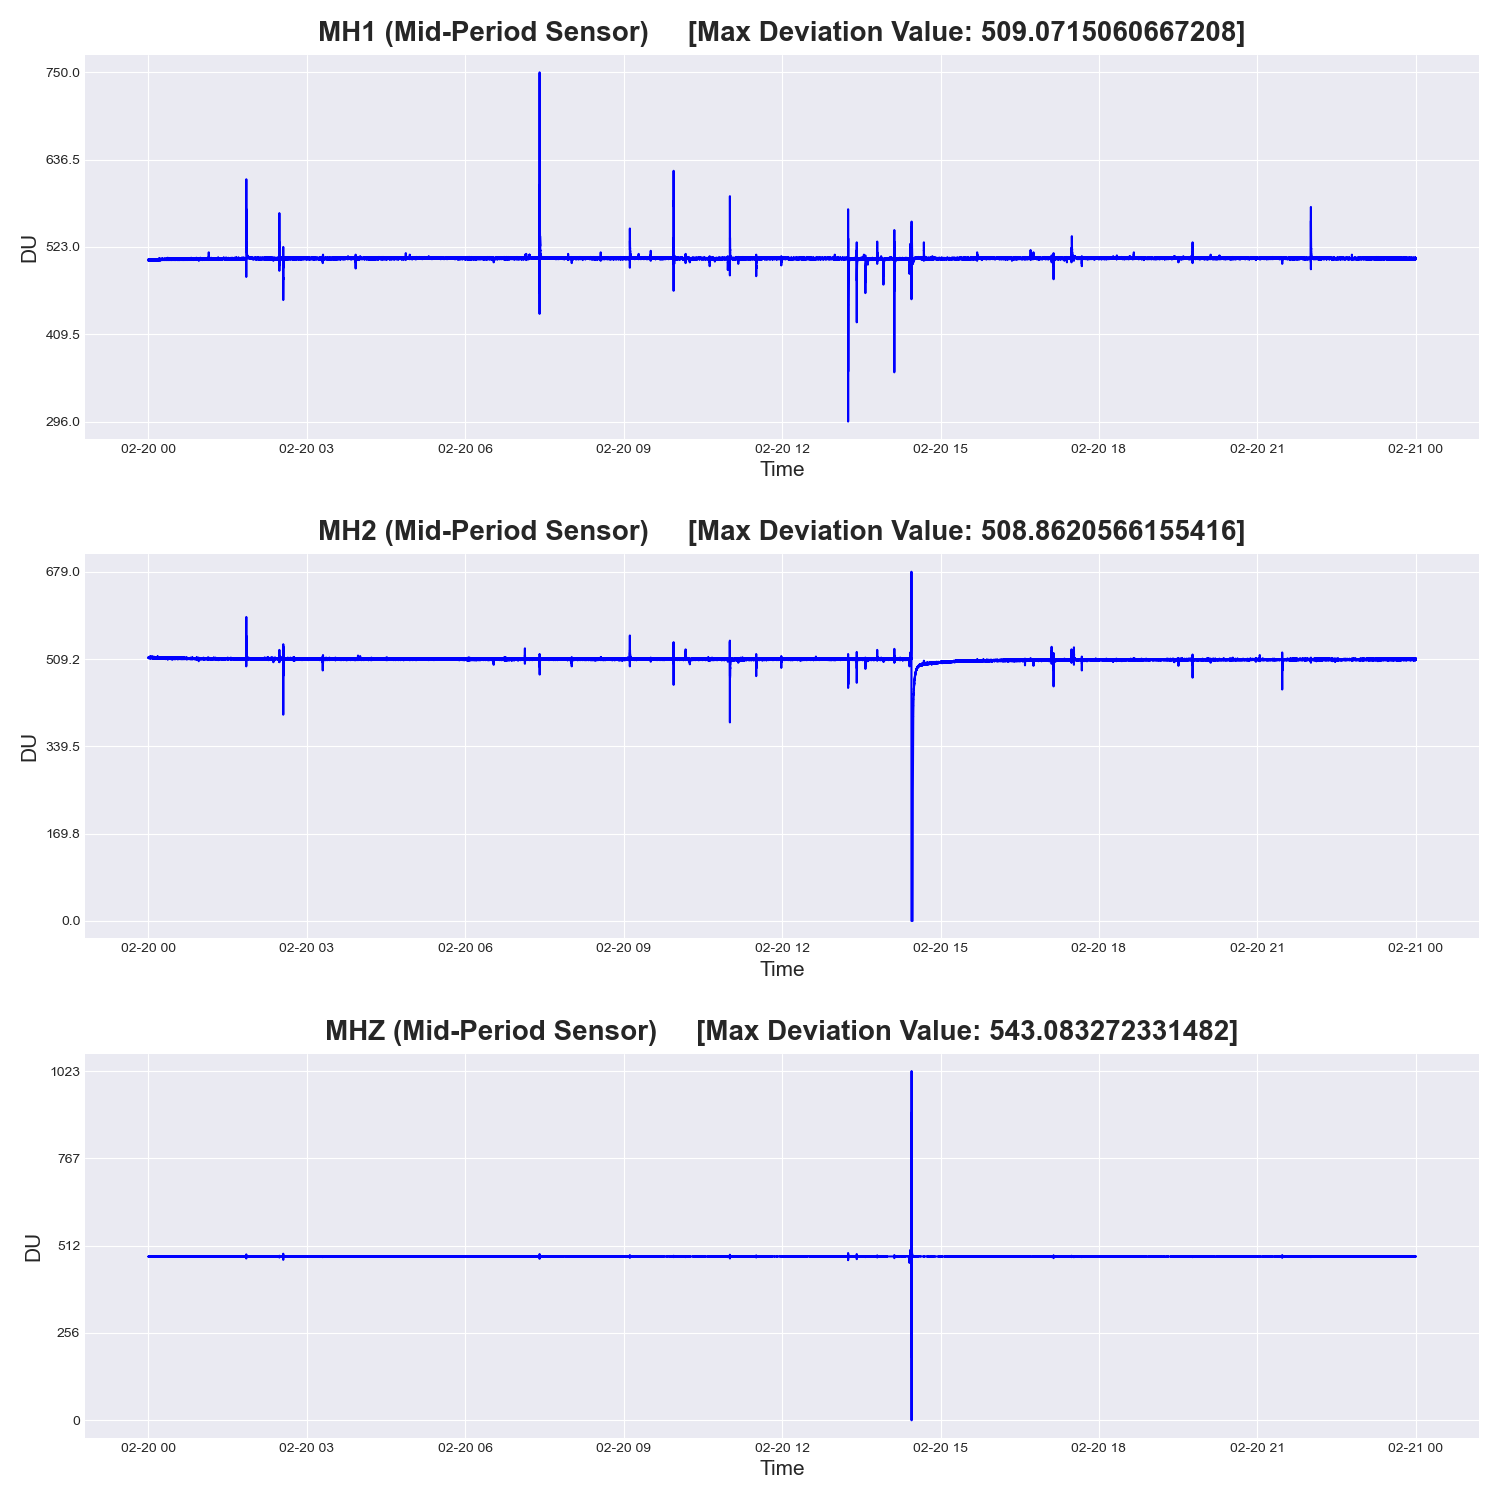 MH1 (Mid-Period Sensor) [Max Deviation Value: 509.0715060667208]
750.0
636.5
523.0
409.5
296.0
DU
02-20 00 02-20 03 02-20 06 02-20 09 02-20 12 02-20 15 02-20 18 02-20 21 02-21 00
Time
MH2 (Mid-Period Sensor) [Max Deviation Value: 508.8620566155416]
679.0
509.2
339.5
169.8
0.0
DU
02-20 00 02-20 03 02-20 06 02-20 09 02-20 12 02-20 15 02-20 18 02-20 21 02-21 00
Time
MHZ (Mid-Period Sensor) [Max Deviation Value: 543.083272331482]
1023
767
512
256
0
DU
02-20 00 02-20 03 02-20 06 02-20 09 02-20 12 02-20 15 02-20 18 02-20 21 02-21 00
Time